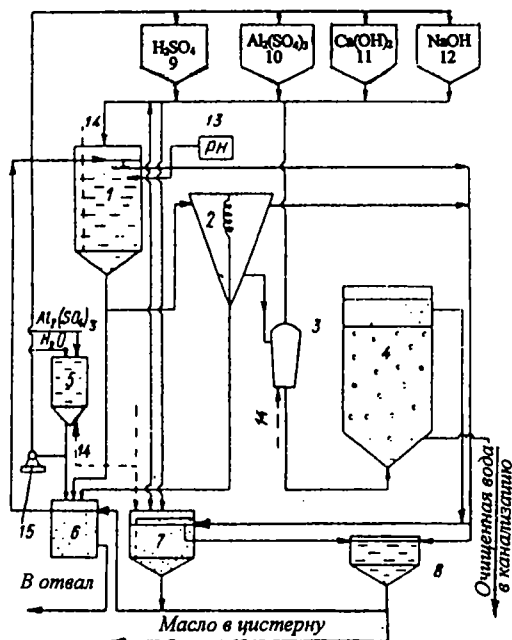 H₂SO₄
9
Al₂(SO₄)₃
10
Ca(OH)₂
11
NaOH
12
14
13
PH
1
2
3
4
Al₂(SO₄)₃
H₂O
5
14
14
15
6
7
8
В отвал
Масло в цистерну
Очищенная вода
в канализацию